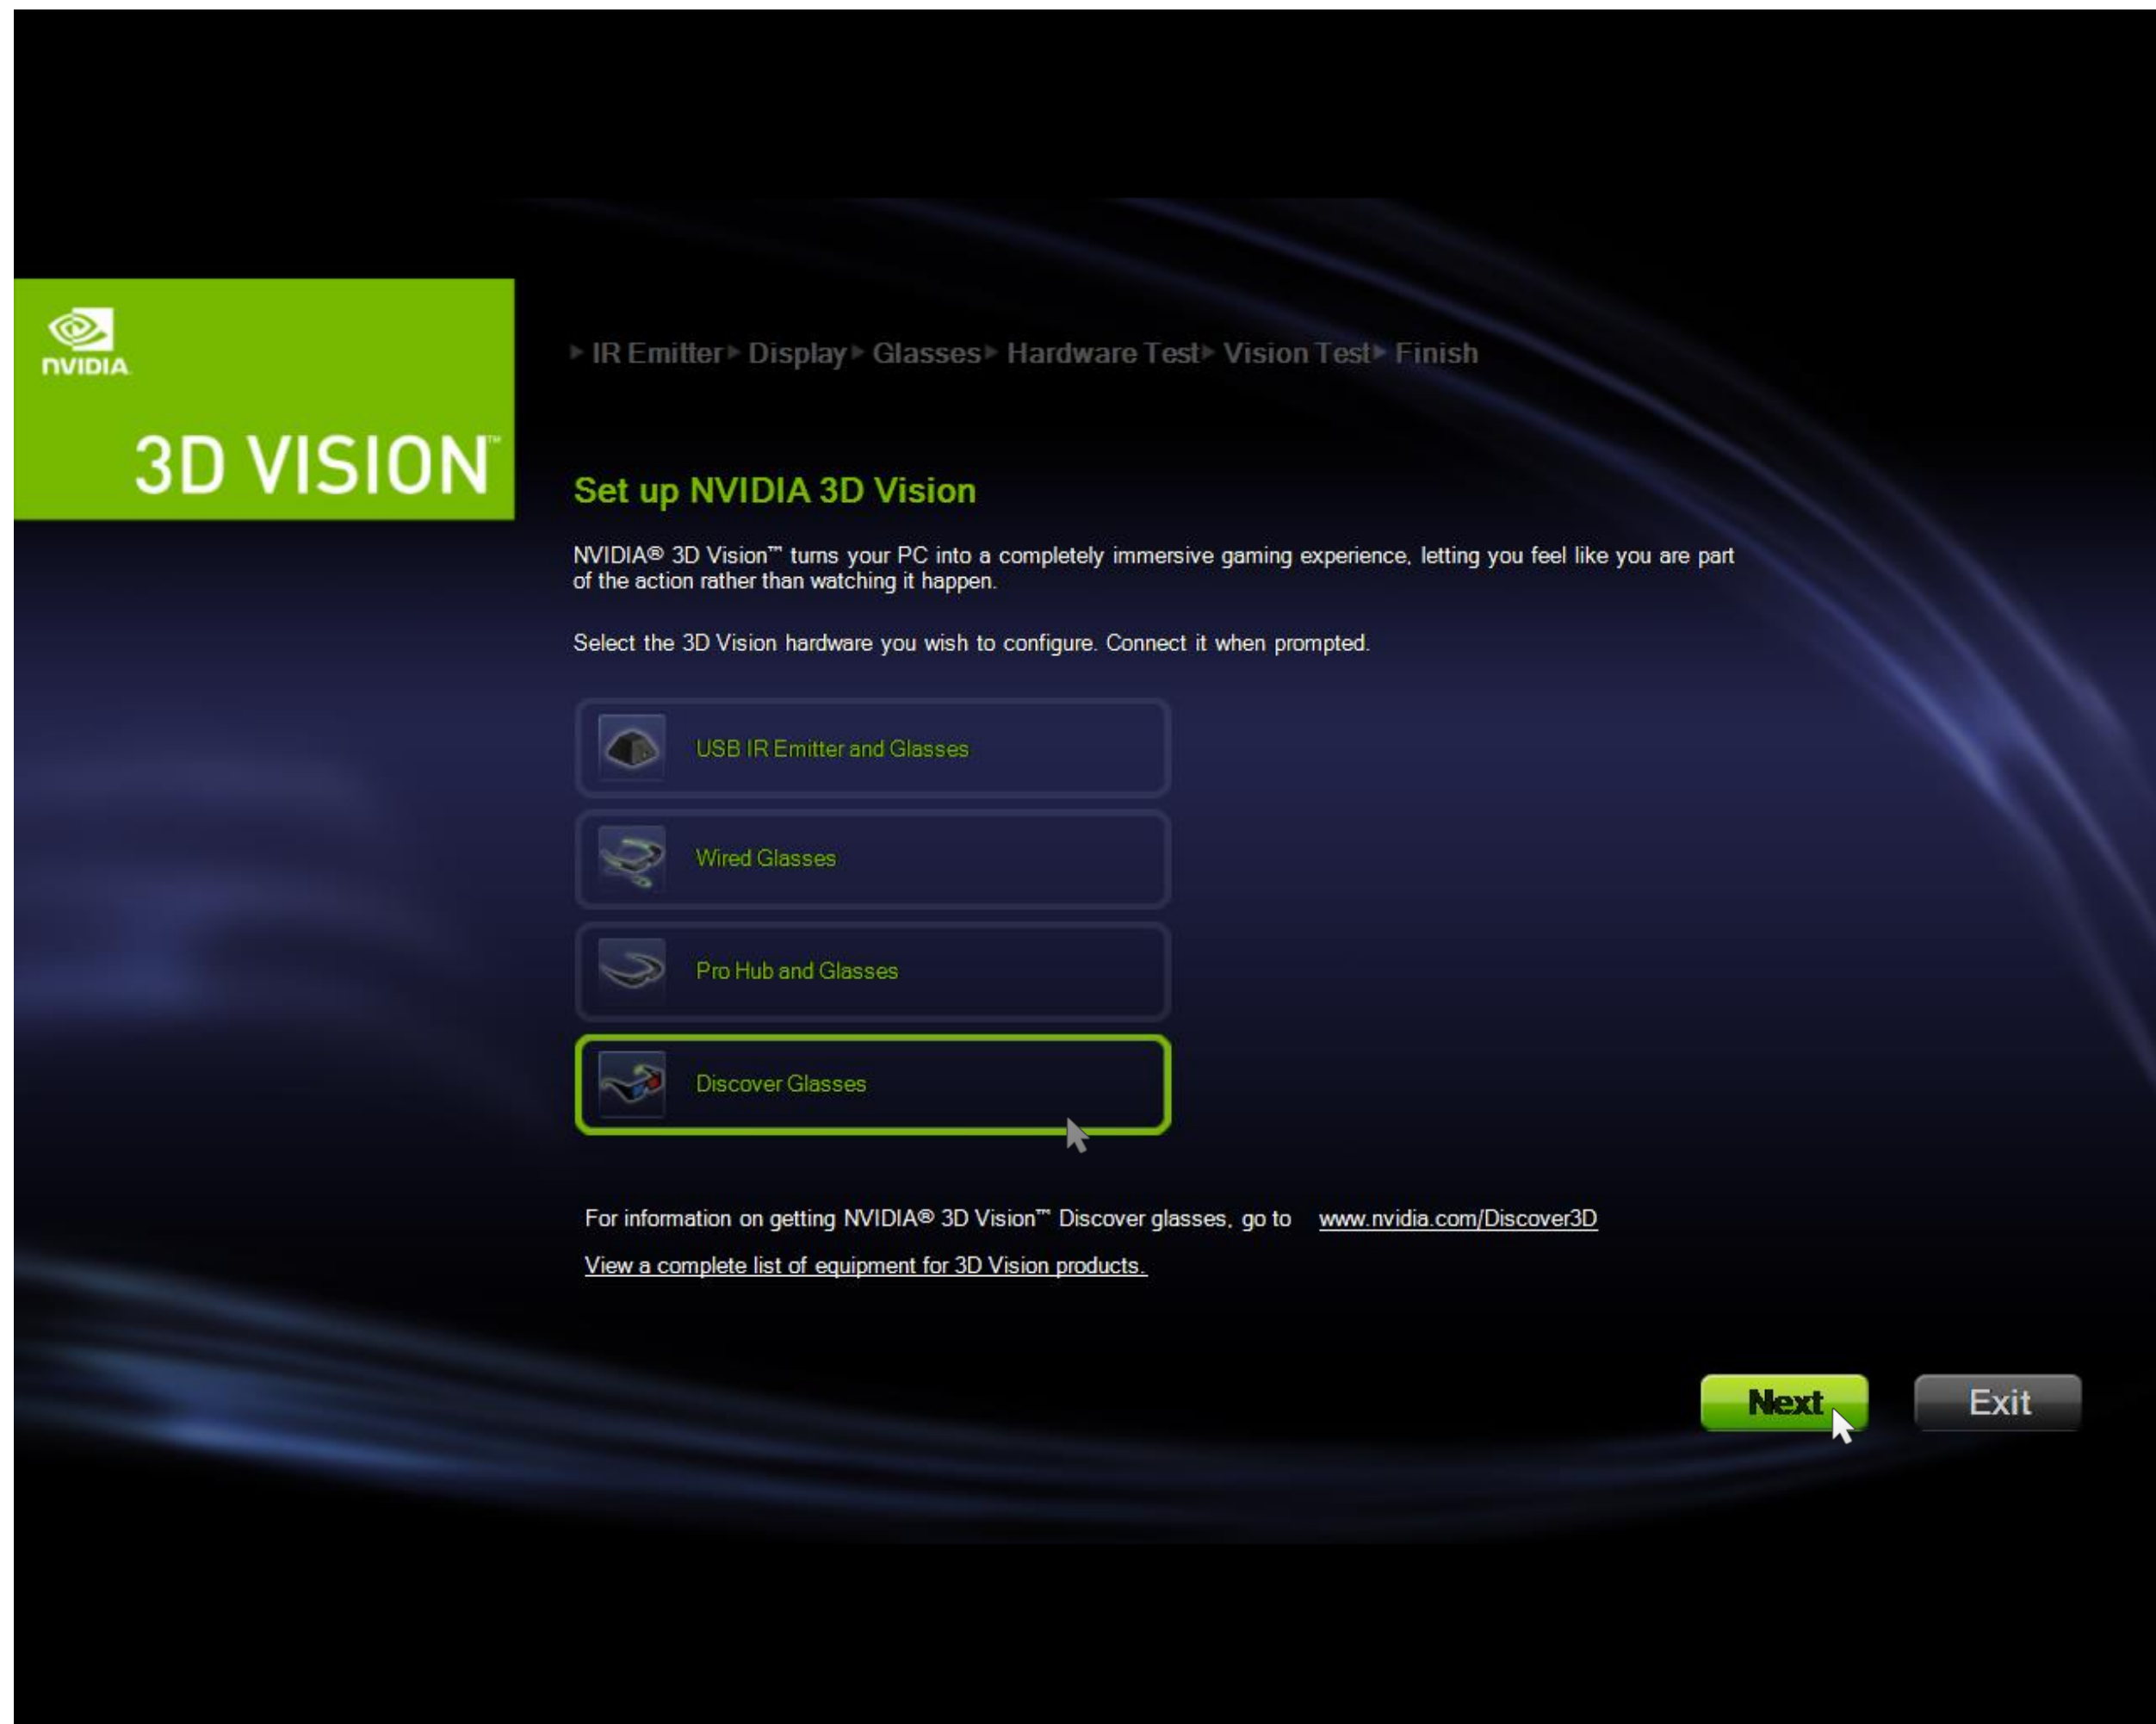 NVIDIA
3D VISION™
IR Emitter Display Glasses Hardware Test Vision Test Finish
Set up NVIDIA 3D Vision
NVIDIA® 3D Vision™ turns your PC into a completely immersive gaming experience, letting you feel like you are part
of the action rather than watching it happen.
Select the 3D Vision hardware you wish to configure. Connect it when prompted.
USB IR Emitter and Glasses
Wired Glasses
Pro Hub and Glasses
Discover Glasses
For information on getting NVIDIA® 3D Vision™ Discover glasses, go to www.nvidia.com/Discover3D
View a complete list of equipment for 3D Vision products.
Next Exit